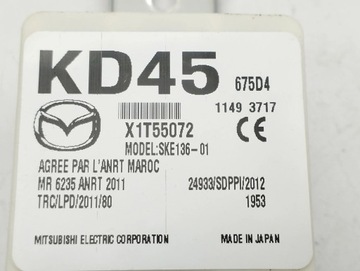 KD45 675D4
1149 3717
X1T55072 CE
MODEL:SKE136-01
AGREE PAR L'ANRT MAROC
MR 6235 ANRT 2011 24933/SDPPI/2012
TRC/LPD/2011/80 1953
MITSUBISHI ELECTRIC CORPORATION MADE IN JAPAN